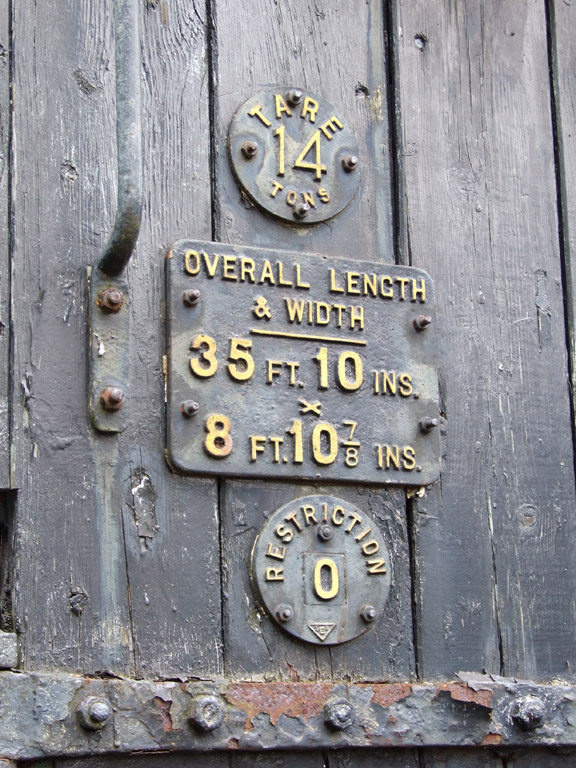 TARE
14
TONS
OVERALL LENGTH
& WIDTH
35 FT. 10 INS.
×
8 FT. 10 7/8 INS.
RESTRICTION
0